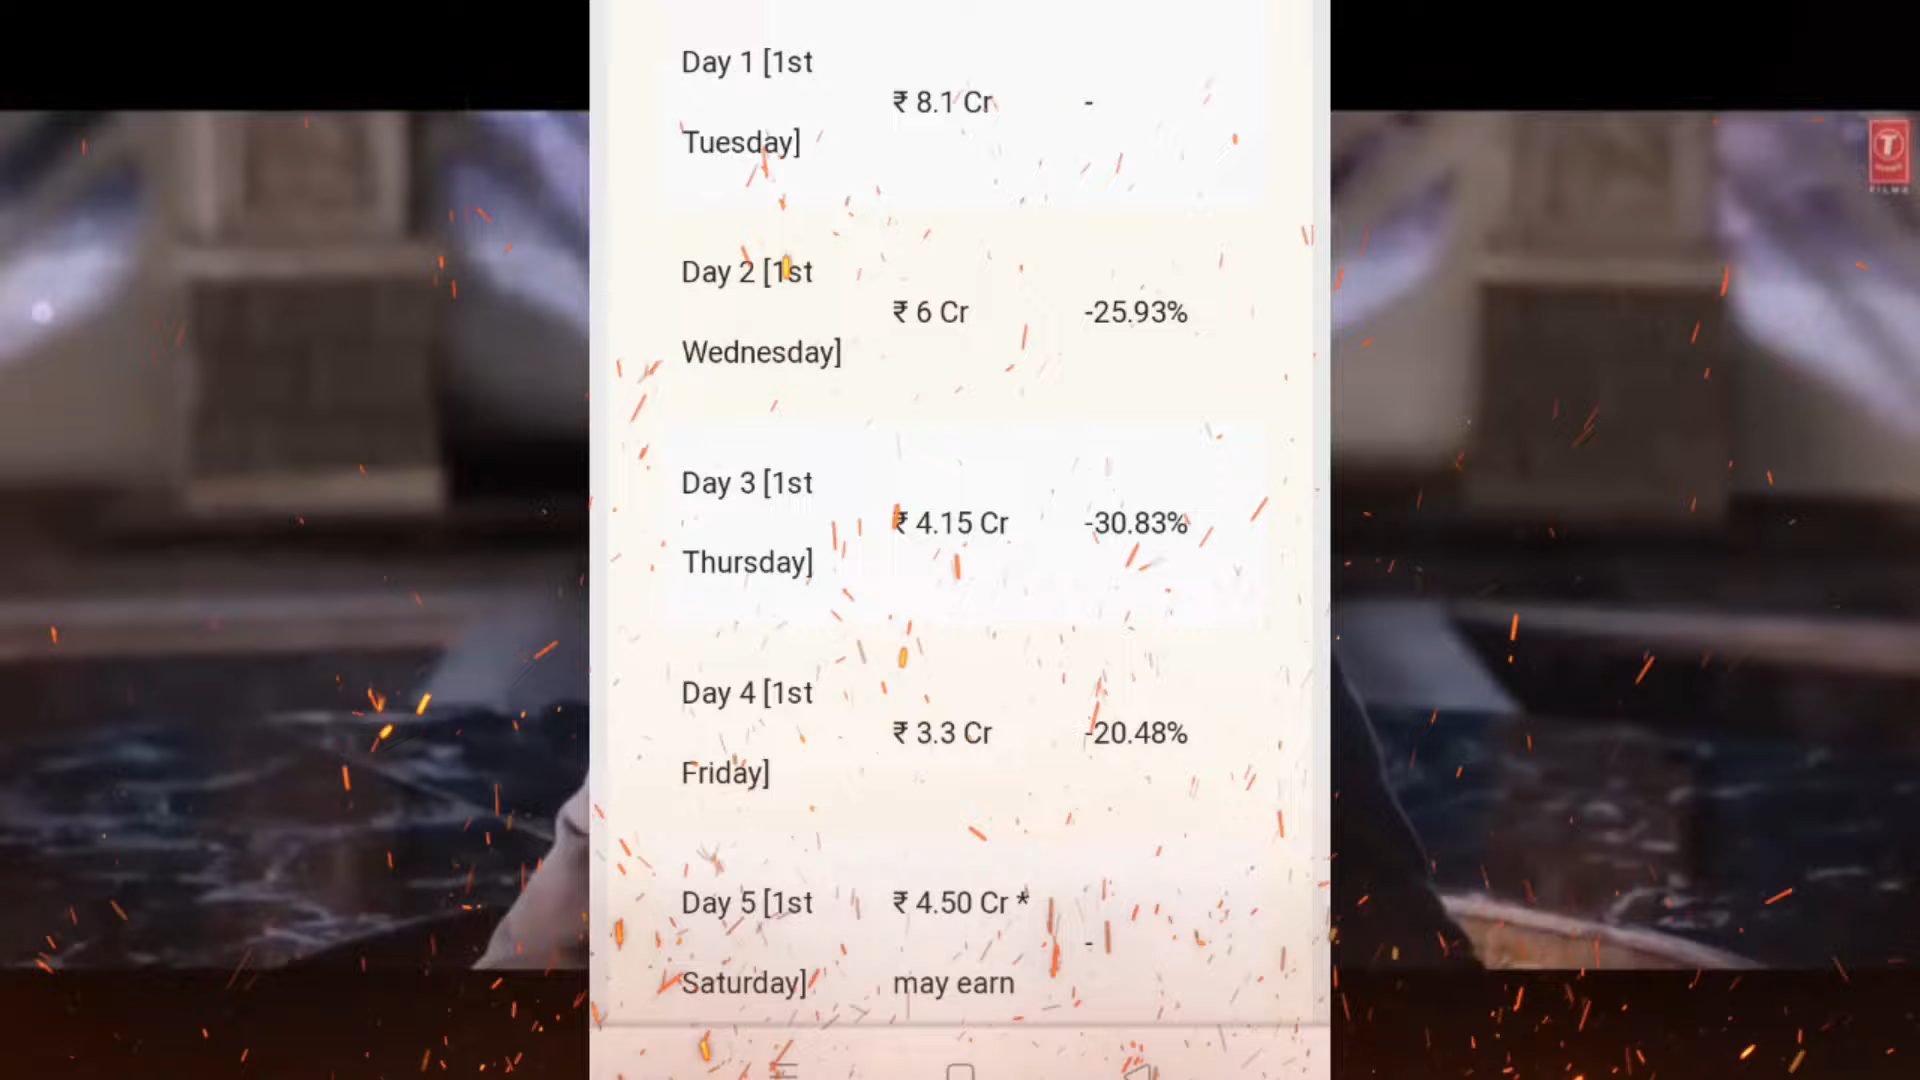 Day 1 [1st
Tuesday]
₹ 8.1 Cr
-
Day 2 [1st
Wednesday]
₹ 6 Cr
-25.93%
Day 3 [1st
Thursday]
₹ 4.15 Cr
-30.83%
Day 4 [1st
Friday]
₹ 3.3 Cr
-20.48%
Day 5 [1st
Saturday]
₹ 4.50 Cr *
may earn
-
T
FILMS